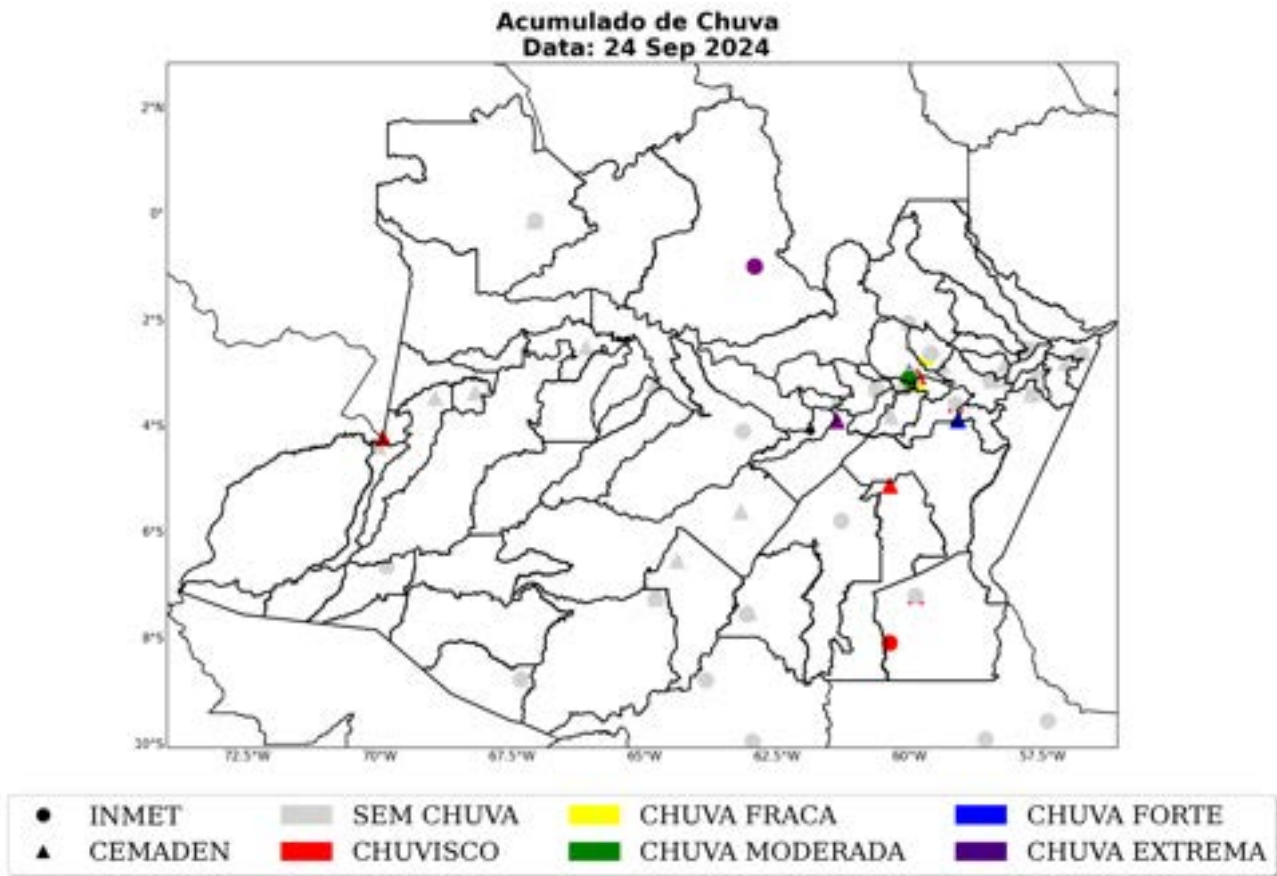 Acumulado de Chuva
Data: 24 Sep 2024
2°N
0°
2°S
4°S
6°S
8°S
10°S
72.5°W 70°W 67.5°W 65°W 62.5°W 60°W 57.5°W
INMET SEM CHUVA CHUVA FRACA CHUVA FORTE
CEMADEN CHUVISCO CHUVA MODERADA CHUVA EXTREMA